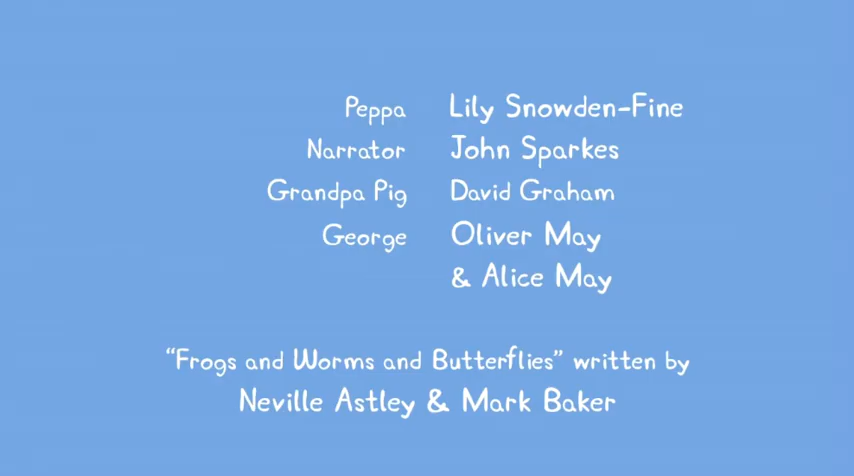 Peppa Lily Snowden-Fine
Narrator John Sparkes
Grandpa Pig David Graham
George Oliver May
& Alice May
"Frogs and Worms and Butterflies" written by
Neville Astley & Mark Baker